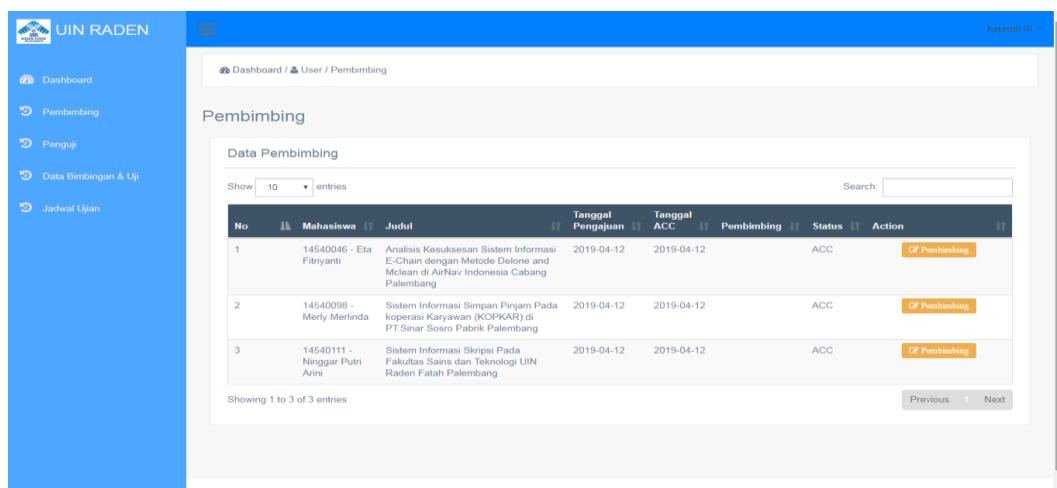 UIN RADEN
kaprodi SI
Dashboard
Pembimbing
Penguji
Data Bimbingan & Uji
Jadwal Ujian
Dashboard / User / Pembimbing
Pembimbing
Data Pembimbing
Show 10 entries Search:
No Mahasiswa Judul Tanggal Pengajuan Tanggal ACC Pembimbing Status Action
1 14540046 - Eta Fitriyanti Analisis Kesuksesan Sistem Informasi E-Chain dengan Metode Delone and Mclean di AirNav Indonesia Cabang Palembang 2019-04-12 2019-04-12 ACC Pembimbing
2 14540098 - Merly Merlinda Sistem Informasi Simpan Pinjam Pada koperasi Karyawan (KOPKAR) di PT.Sinar Sosro Pabrik Palembang 2019-04-12 2019-04-12 ACC Pembimbing
3 14540111 - Ninggar Putri Arini Sistem Informasi Skripsi Pada Fakultas Sains dan Teknologi UIN Raden Fatah Palembang 2019-04-12 2019-04-12 ACC Pembimbing
Showing 1 to 3 of 3 entries
Previous 1 Next